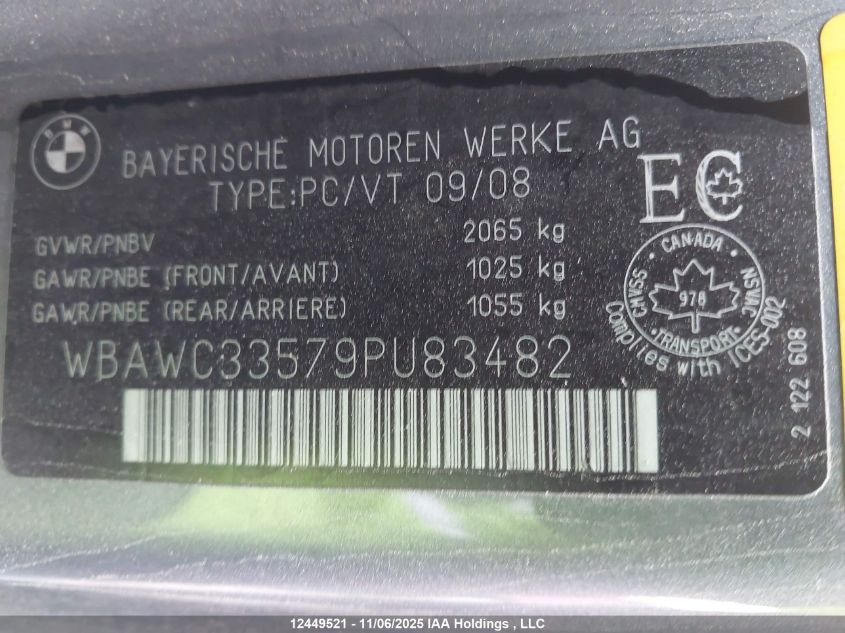 BMW
BAYERISCHE MOTOREN WERKE AG
TYPE:PC/VT 09/08
EC
GVWR/PNBV 2065 kg
GAWR/PNBE (FRONT/AVANT) 1025 kg
GAWR/PNBE (REAR/ARRIERE) 1055 kg
CANADA
CMVSS
NSVAC
978
TRANSPORT
Complies with ICES-002
WBAWC33579PU83482
2 122 608
12449521 - 11/06/2025 IAA Holdings , LLC